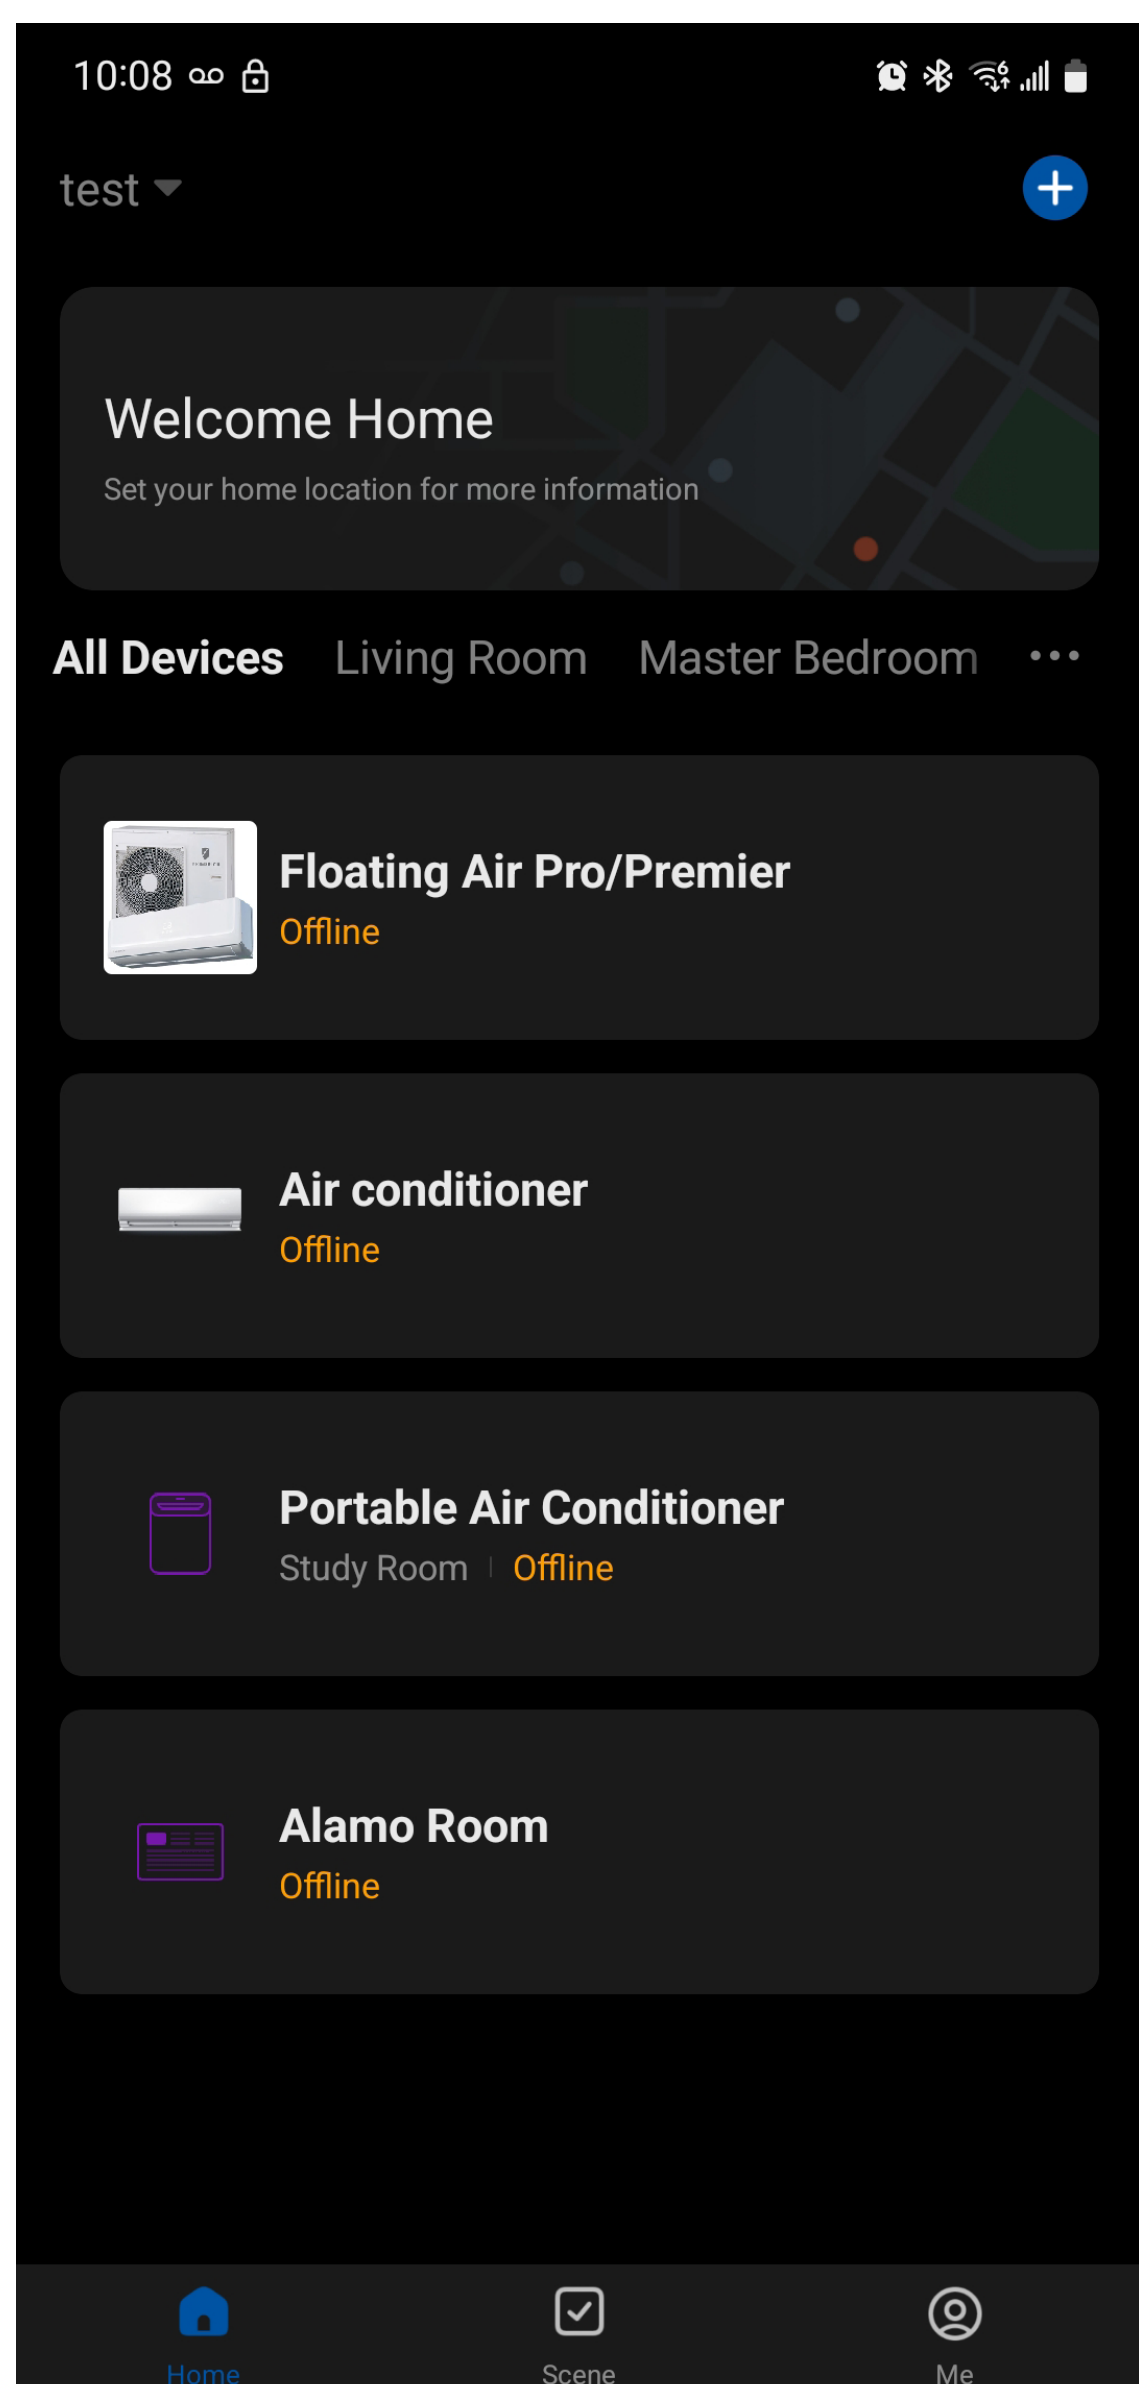 10:08
6
test
Welcome Home
Set your home location for more information
All Devices Living Room Master Bedroom
Floating Air Pro/Premier
Offline
Air conditioner
Offline
Portable Air Conditioner
Study Room Offline
Alamo Room
Offline
Home Scene Me